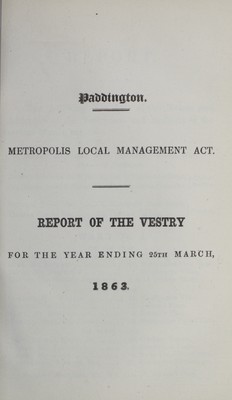 Paddington.
METROPOLIS LOCAL MANAGEMENT ACT.
REPORT OF THE VESTRY
FOR THE YEAR ENDING 25TH MARCH,
1863.